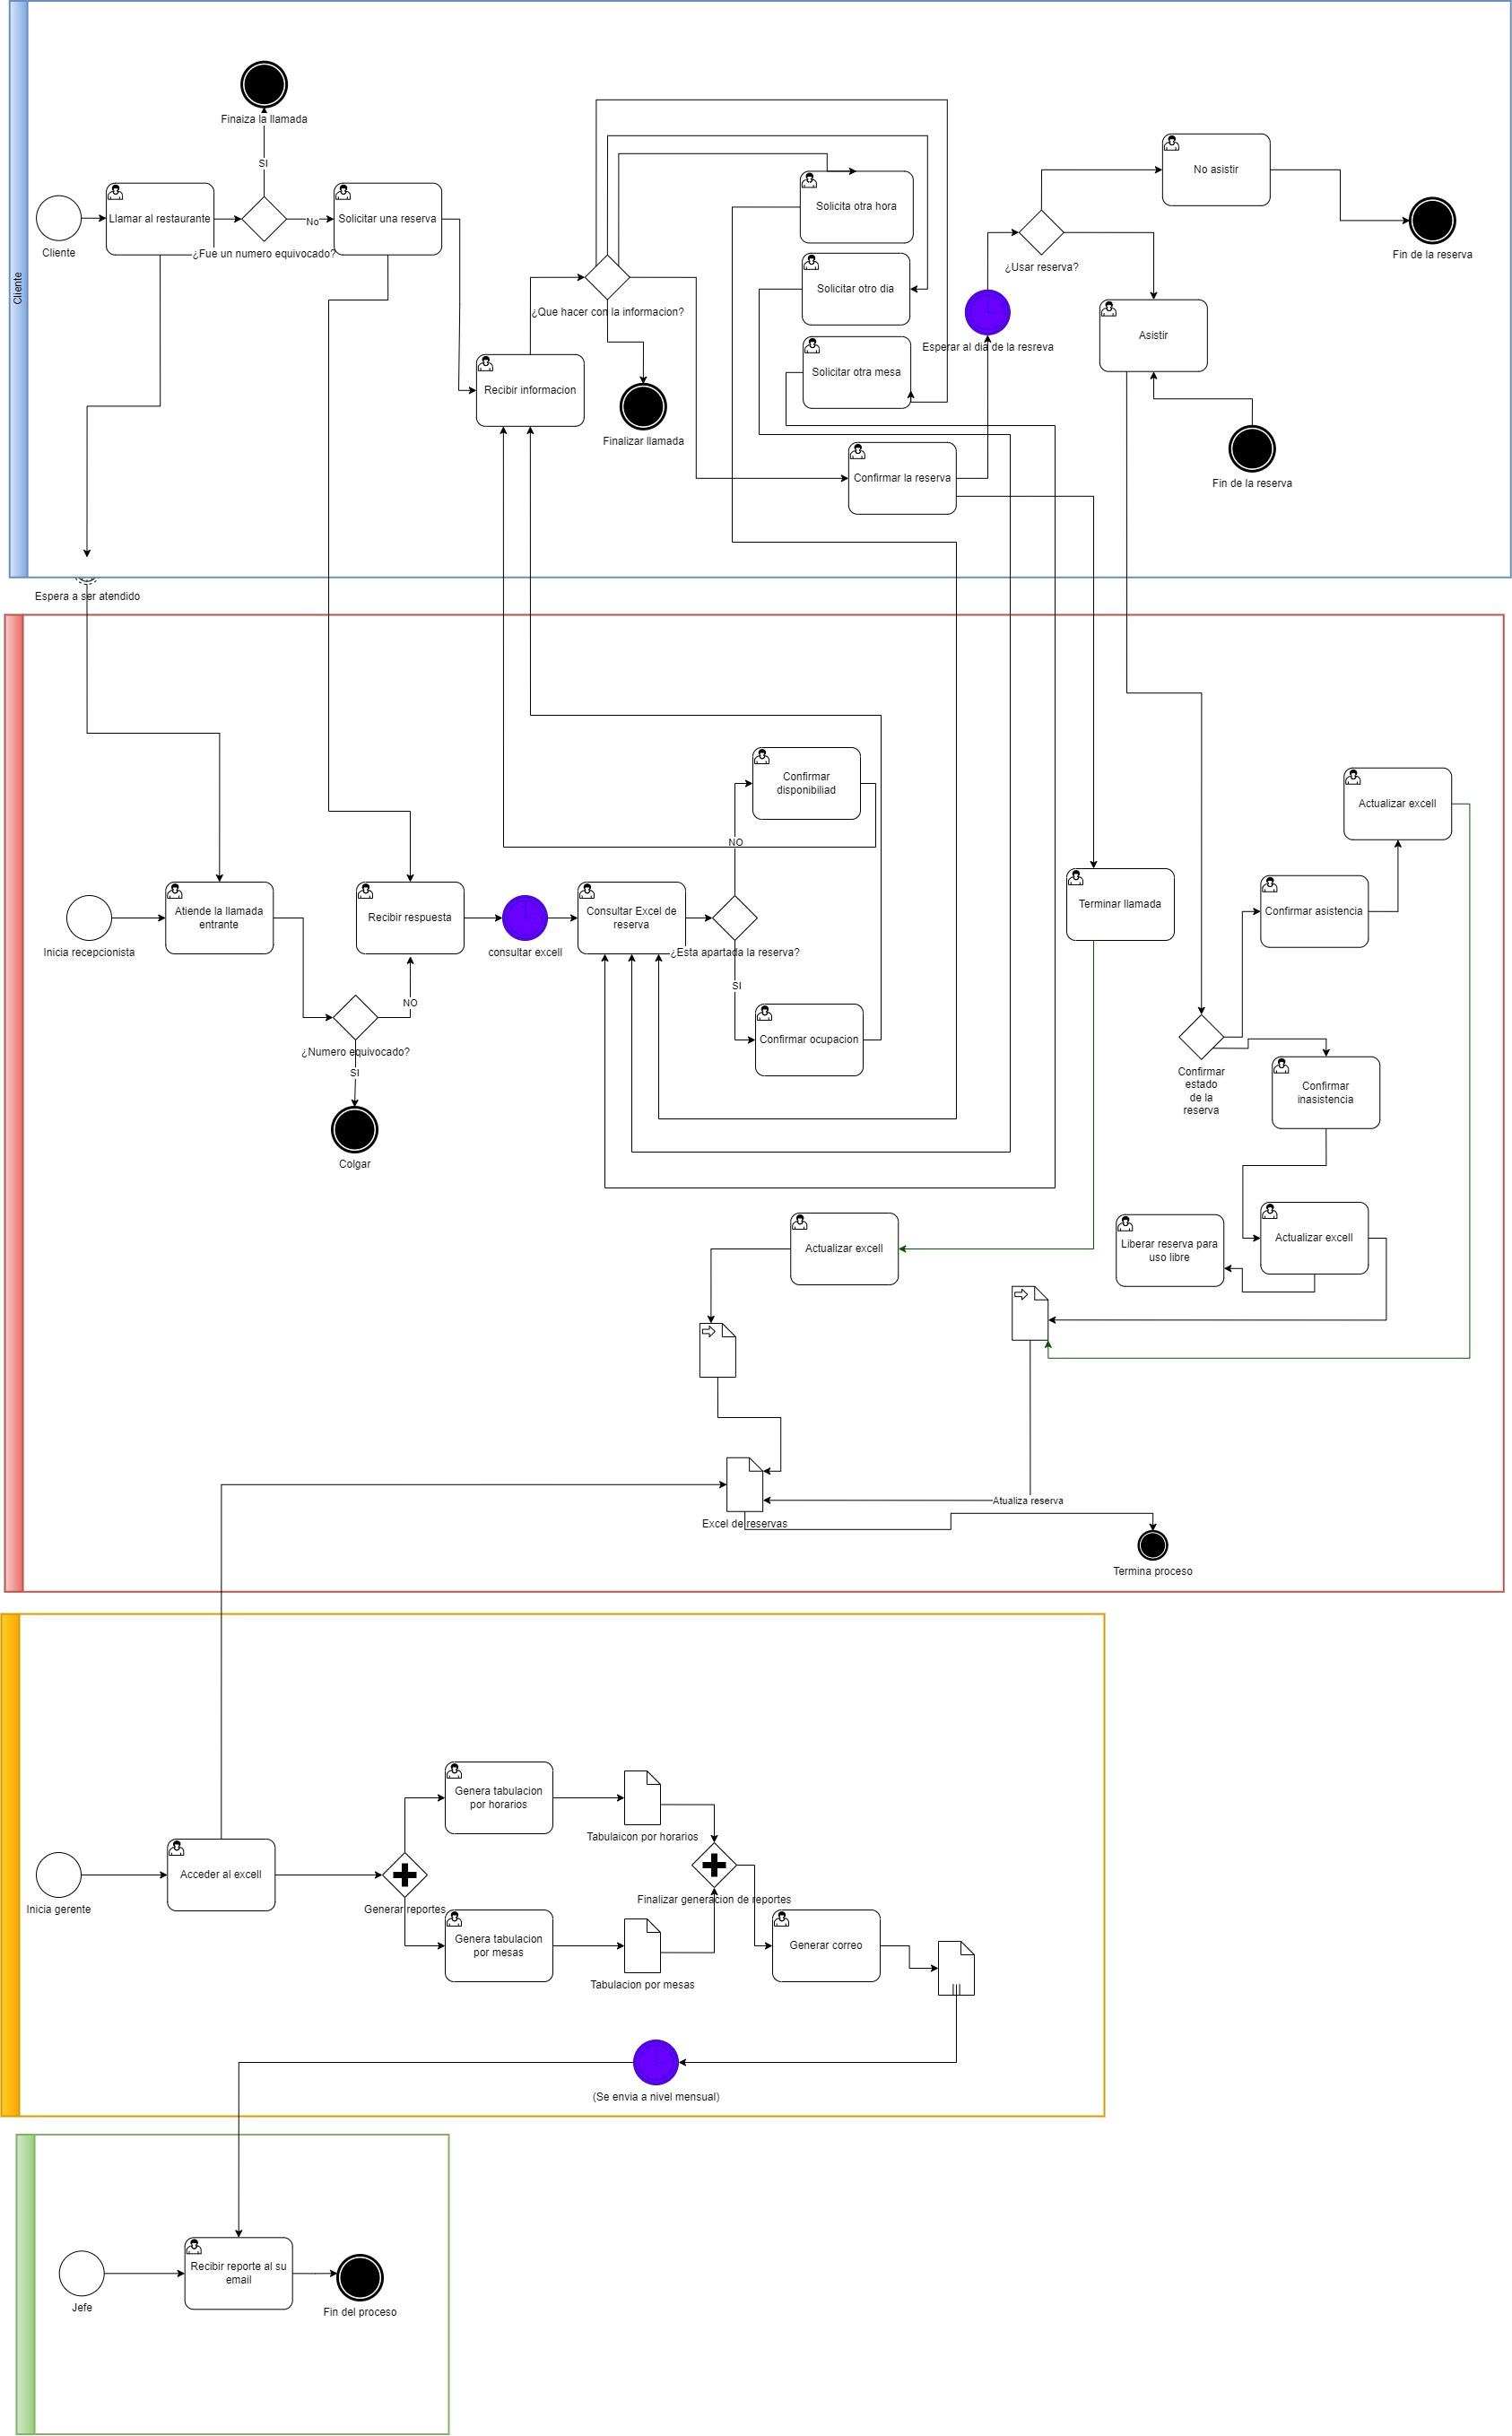 Cliente
Finaiza la llamada
SI
Cliente
Llamar al restaurante
¿Fue un numero equivocado?
No
Solicitar una reserva
Recibir informacion
¿Que hacer con la informacion?
Finalizar llamada
Solicita otra hora
Solicitar otro dia
Solicitar otra mesa
Confirmar la reserva
Esperar al dia de la resreva
¿Usar reserva?
No asistir
Fin de la reserva
Asistir
Fin de la reserva
Espera a ser atendido
Inicia recepcionista
Atiende la llamada
entrante
¿Numero equivocado?
NO
SI
Colgar
Recibir respuesta
consultar excell
Consultar Excel de
reserva
¿Esta apartada la reserva?
NO
SI
Confirmar
disponibiliad
Confirmar ocupacion
Terminar llamada
Actualizar excell
Confirmar asistencia
Confirmar
estado
de la
reserva
Confirmar
inasistencia
Actualizar excell
Liberar reserva para
uso libre
Actualizar excell
Atualiza reserva
Excel de reservas
Termina proceso
Inicia gerente
Acceder al excell
Generar reportes
Genera tabulacion
por horarios
Tabulaicon por horarios
Genera tabulacion
por mesas
Tabulacion por mesas
Finalizar generacion de reportes
Generar correo
(Se envia a nivel mensual)
Jefe
Recibir reporte al su
email
Fin del proceso